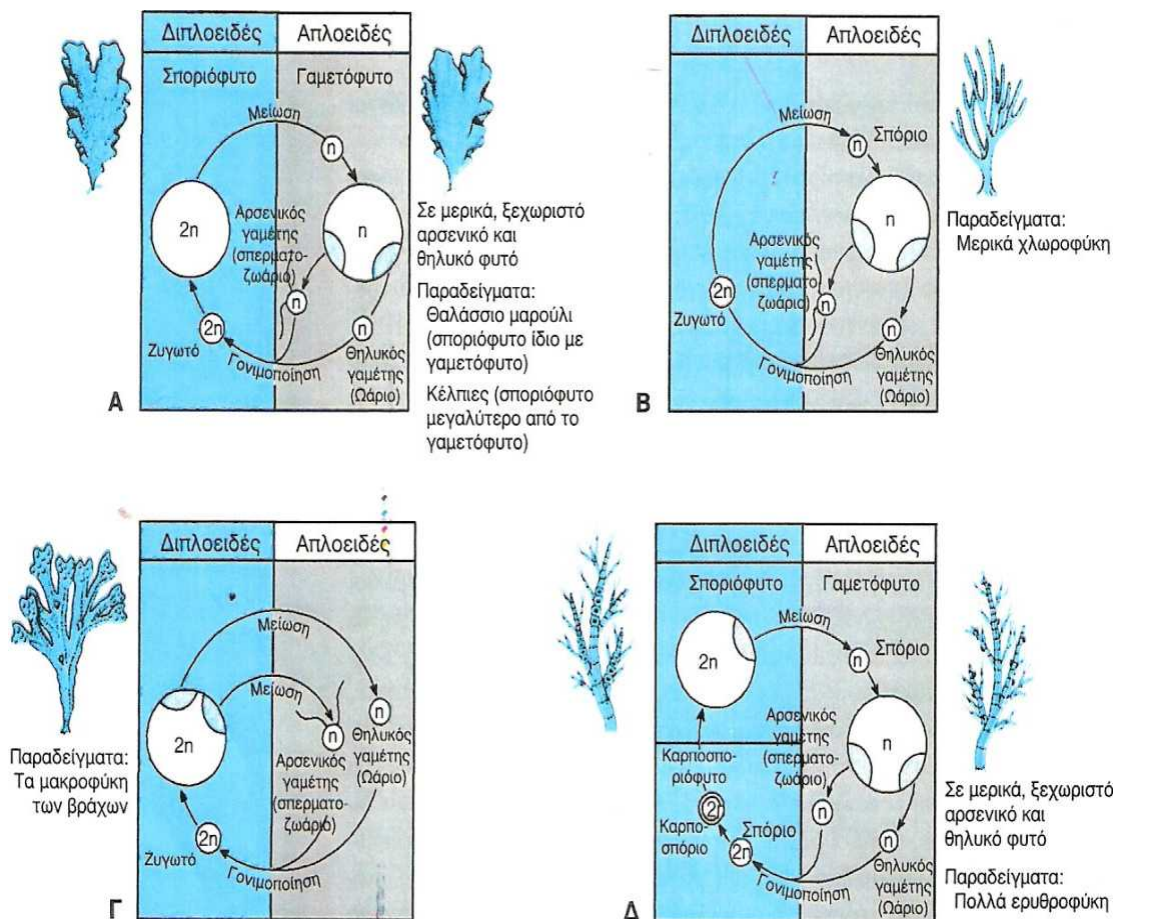 Διπλοειδές
Απλοειδές
Σποριόφυτο
Γαμετόφυτο
Μείωση
n
2n
n
Αρσενικός
γαμέτης
(σπερματο-
ζωάριο)
n
2n
n
Ζυγωτό
Γονιμοποίηση
Θηλυκός
γαμέτης
(Ωάριο)
Σε μερικά, ξεχωριστό
αρσενικό και
θηλυκό φυτό
Παραδείγματα:
Θαλάσσιο μαρούλι
(σποριόφυτο ίδιο με
γαμετόφυτο)
Κέλπιες (σποριόφυτο
μεγαλύτερο από το
γαμετόφυτο)
Α
Διπλοειδές
Απλοειδές
Μείωση
Σπόριο
n
n
Αρσενικός
γαμέτης
(σπερματο-
ζωάριο)
2n
n
n
Ζυγωτό
Γονιμοποίηση
Θηλυκός
γαμέτης
(Ωάριο)
Παραδείγματα:
Μερικά χλωροφύκη
Β
Διπλοειδές
Απλοειδές
Μείωση
Μείωση
2n
n
n
Αρσενικός
γαμέτης
(σπερματο-
ζωάριο)
Θηλυκός
γαμέτης
(Ωάριο)
2n
Ζυγωτό
Γονιμοποίηση
Παραδείγματα:
Τα μακροφύκη
των βράχων
Γ
Διπλοειδές
Απλοειδές
Σποριόφυτο
Γαμετόφυτο
Μείωση
Σπόριο
2n
n
n
Αρσενικός
γαμέτης
(σπερματο-
ζωάριο)
Καρποσπο-
ριόφυτο
2n
n
Καρπο-
σπόριο
Σπόριο
2n
n
Γονιμοποίηση
Θηλυκός
γαμέτης
(Ωάριο)
Σε μερικά, ξεχωριστό
αρσενικό και
θηλυκό φυτό
Παραδείγματα:
Πολλά ερυθροφύκη
Δ